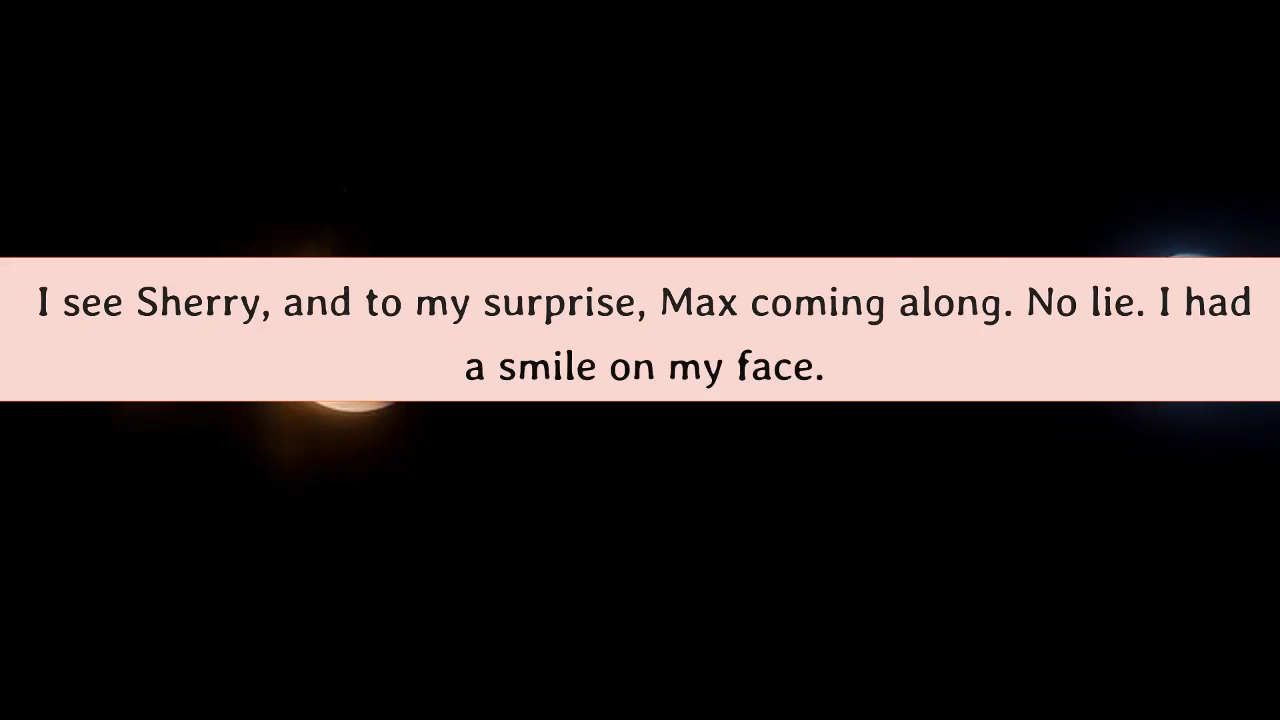 I see Sherry, and to my surprise, Max coming along. No lie. I had
a smile on my face.